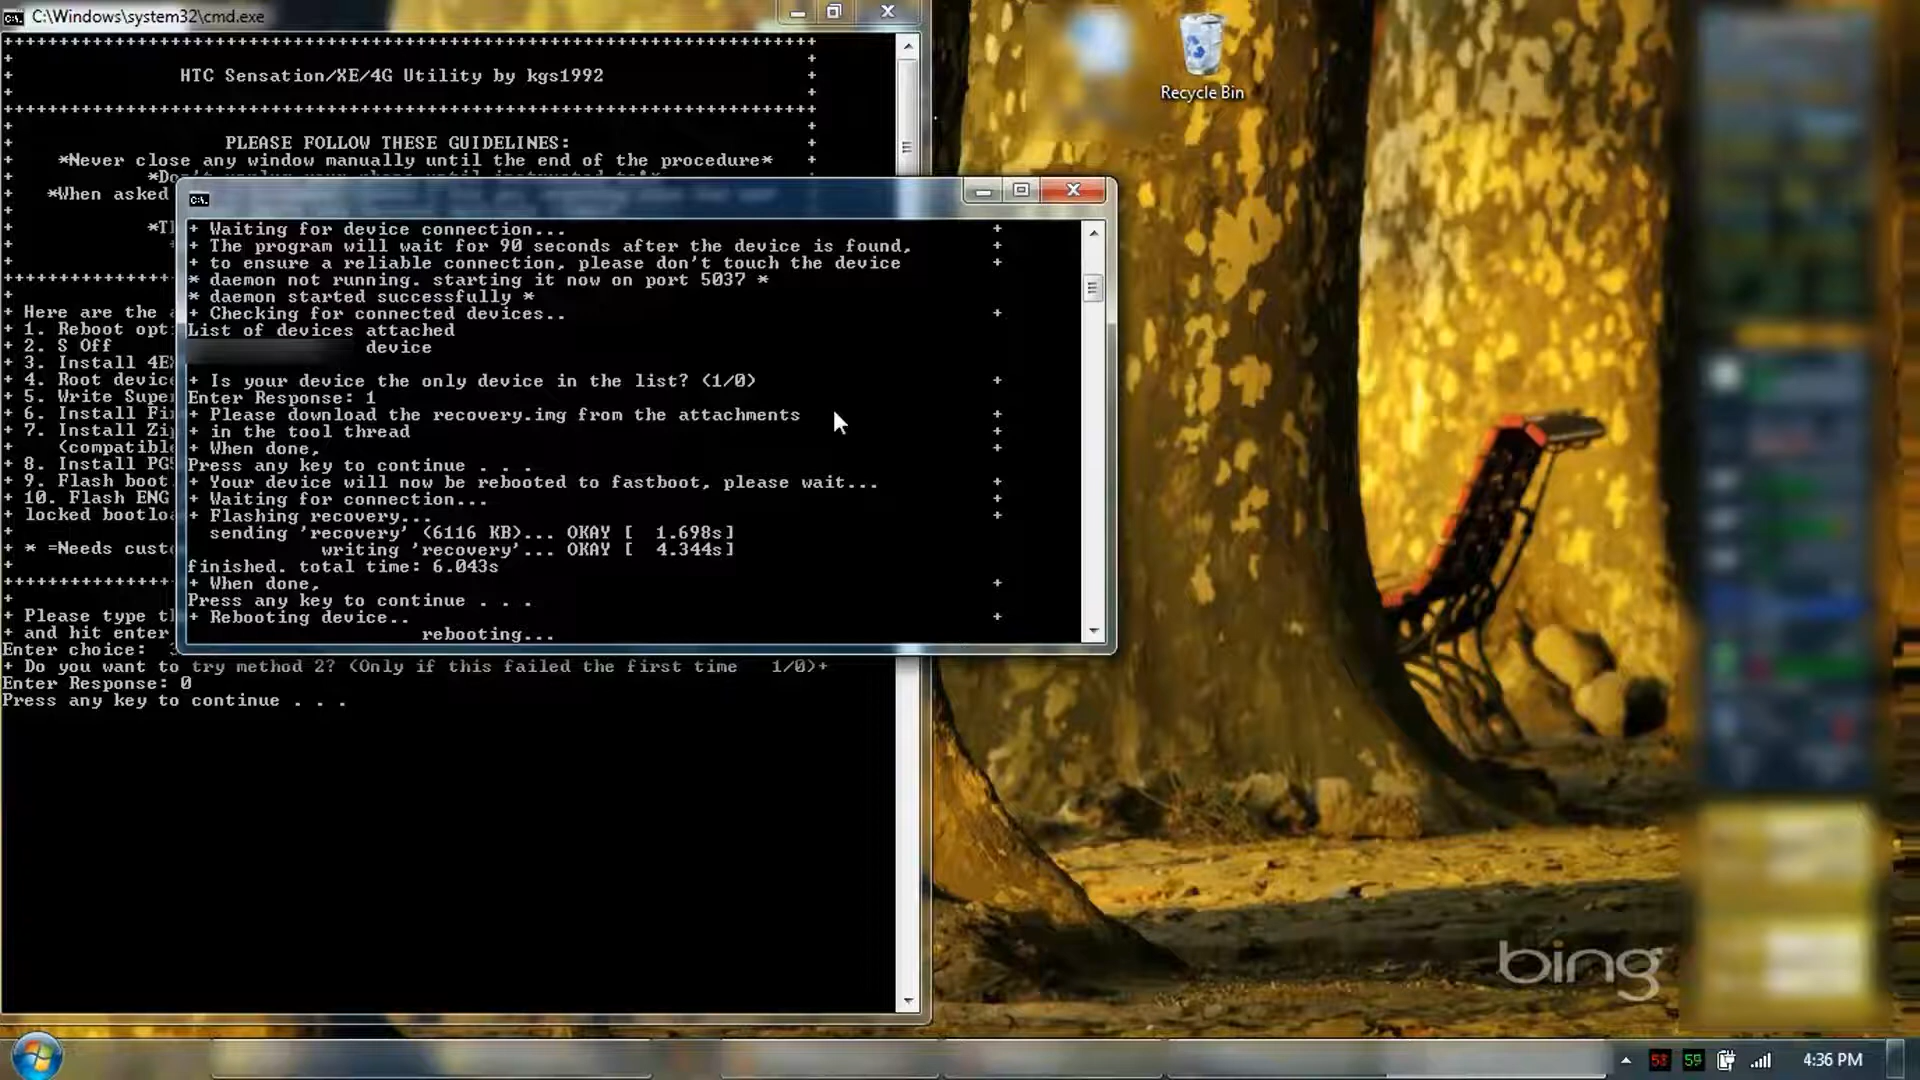 C:\Windows\system32\cmd.exe
++++++++++++++++++++++++++++++++++++++++++++++++++++++++++++++++++++++++++
+ +
+ HTC Sensation/XE/4G Utility by kgs1992 +
+ +
++++++++++++++++++++++++++++++++++++++++++++++++++++++++++++++++++++++++++
+ +
+ PLEASE FOLLOW THESE GUIDELINES: +
+ *Never close any window manually until the end of the procedure* +
+ *Don't unplug your phone until instructed to* +
+ *When asked
+
+
+
+
+++++++++++++++
+
+ Here are the
+ 1. Reboot opt
+ 2. S Off
+ 3. Install 4E
+ 4. Root device
+ 5. Write Supe
+ 6. Install Fi
+ 7. Install Zi
+ (compatible
+ 8. Install PG
+ 9. Flash boot
+ 10. Flash ENG
+ locked bootlo
+
+ * =Needs cust
+
+++++++++++++++
+
+ Please type t
+ and hit enter
Enter choice: 3
+ Do you want to try method 2? (Only if this failed the first time 1/0)+
Enter Response: 0
Press any key to continue . . .
+ Waiting for device connection... +
+ The program will wait for 90 seconds after the device is found, +
+ to ensure a reliable connection, please don't touch the device +
* daemon not running. starting it now on port 5037 *
* daemon started successfully *
+ Checking for connected devices.. +
List of devices attached
device
+ Is your device the only device in the list? (1/0) +
Enter Response: 1
+ Please download the recovery.img from the attachments +
+ in the tool thread +
+ When done, +
Press any key to continue . . .
+ Your device will now be rebooted to fastboot, please wait... +
+ Waiting for connection... +
+ Flashing recovery... +
sending 'recovery' (6116 KB)... OKAY [ 1.698s]
writing 'recovery'... OKAY [ 4.344s]
finished. total time: 6.043s
+ When done, +
Press any key to continue . . .
+ Rebooting device.. +
rebooting...
Recycle Bin
bing
59
4:36 PM